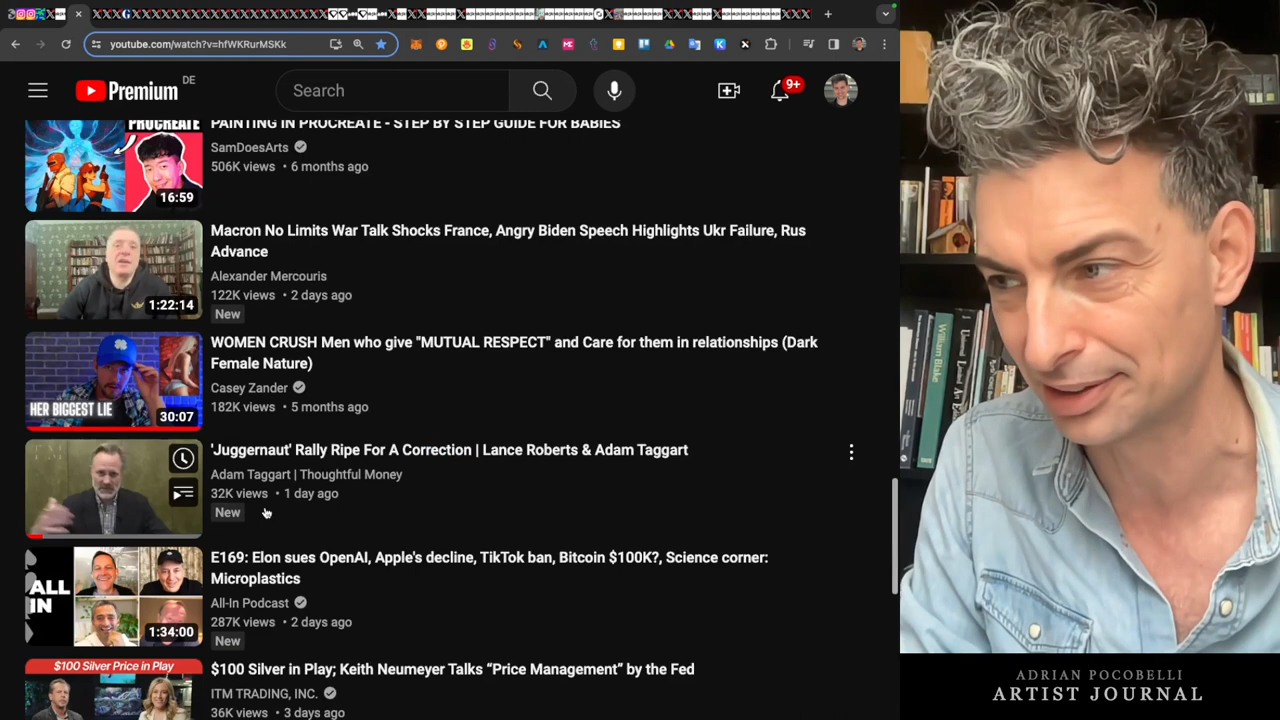 youtube.com/watch?v=hfWKRurMSKk
Premium
DE
Search
9+
PROCREATE
16:59
PAINTING IN PROCREATE - STEP BY STEP GUIDE FOR BABIES
SamDoesArts
506K views • 6 months ago
1:22:14
Macron No Limits War Talk Shocks France, Angry Biden Speech Highlights Ukr Failure, Rus
Advance
Alexander Mercouris
122K views • 2 days ago
New
HER BIGGEST LIE
30:07
WOMEN CRUSH Men who give "MUTUAL RESPECT" and Care for them in relationships (Dark
Female Nature)
Casey Zander
182K views • 5 months ago
'Juggernaut' Rally Ripe For A Correction | Lance Roberts & Adam Taggart
Adam Taggart | Thoughtful Money
32K views • 1 day ago
New
ALL
IN
1:34:00
E169: Elon sues OpenAI, Apple's decline, TikTok ban, Bitcoin $100K?, Science corner:
Microplastics
All-In Podcast
287K views • 2 days ago
New
$100 Silver Price in Play
$100 Silver in Play; Keith Neumeyer Talks “Price Management” by the Fed
ITM TRADING, INC.
36K views • 3 days ago
William Blake
ADRIAN POCOBELLI
ARTIST JOURNAL